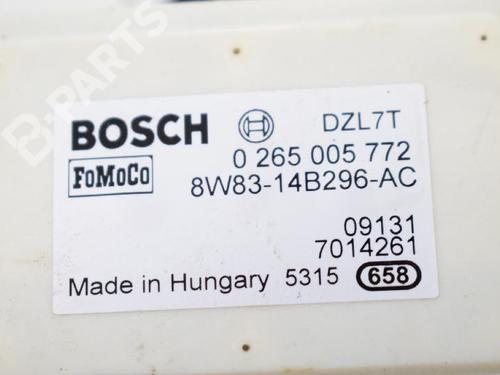 B-PARTS
BOSCH DZL7T
FoMoCo 0 265 005 772
8W83-14B296-AC
09131
7014261
Made in Hungary 5315 658